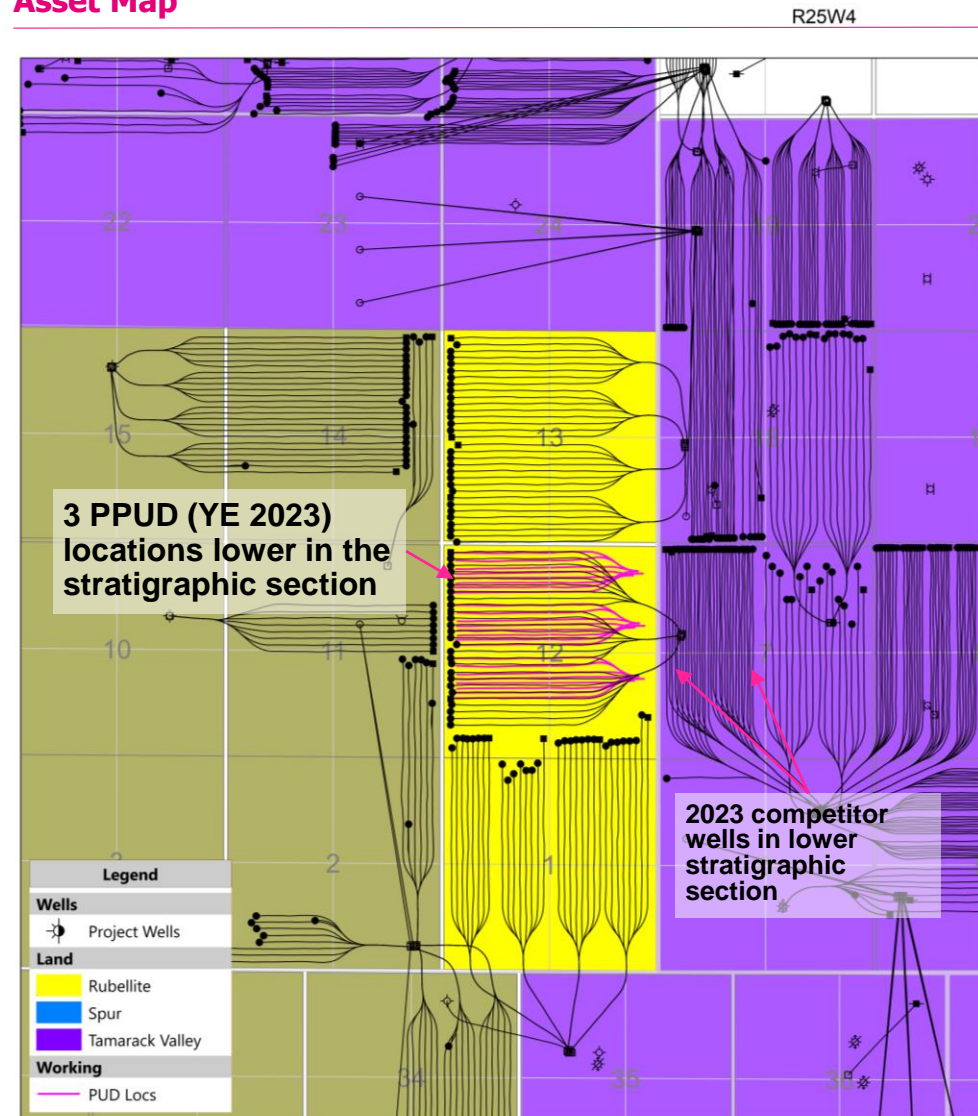 Asset Map
R25W4
22
23
24
19
15
14
13
18
3 PPUD (YE 2023)
locations lower in the
stratigraphic section
10
11
12
7
2023 competitor
wells in lower
stratigraphic
section
2
1
Legend
Wells
Project Wells
Land
Rubellite
Spur
Tamarack Valley
Working
PUD Locs
34
35
36